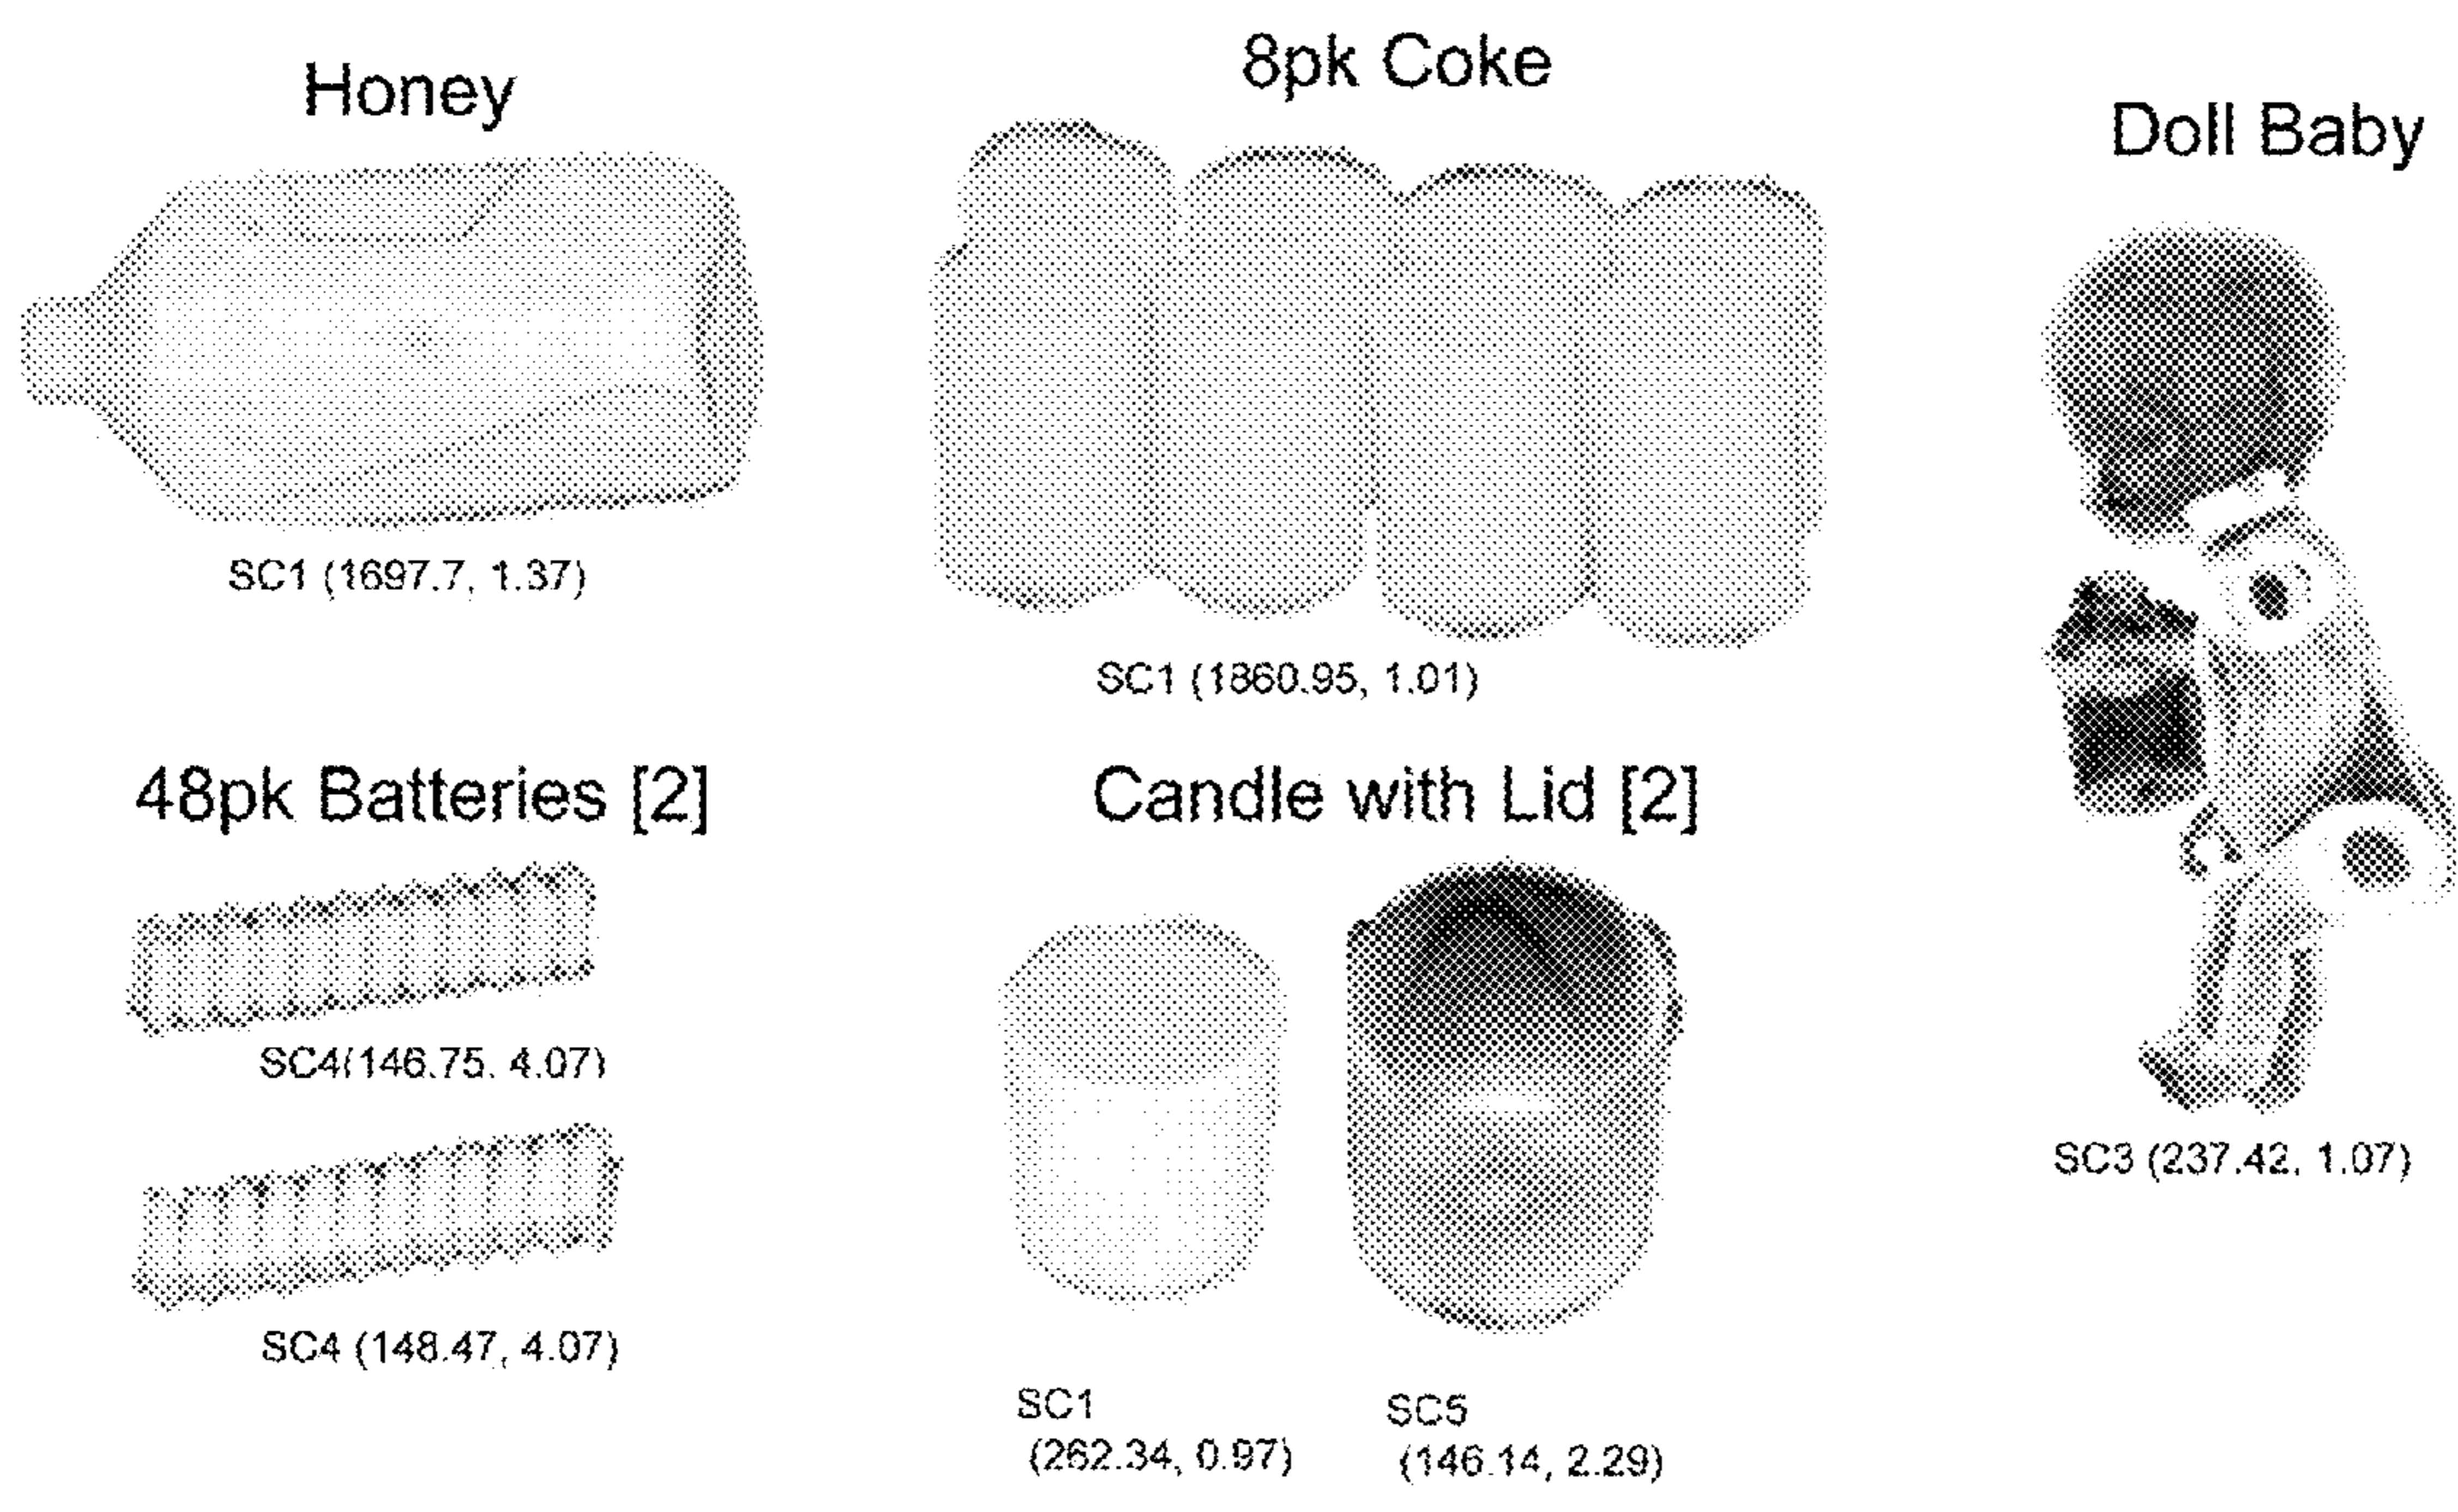 Honey
SC1 (1697.7, 1.37)
8pk Coke
SC1 (1860.95, 1.01)
Doll Baby
SC3 (237.42, 1.07)
48pk Batteries [2]
SC4(146.75, 4.07)
SC4 (148.47, 4.07)
Candle with Lid [2]
SC1
(262.34, 0.97)
SC5
(146.14, 2.29)